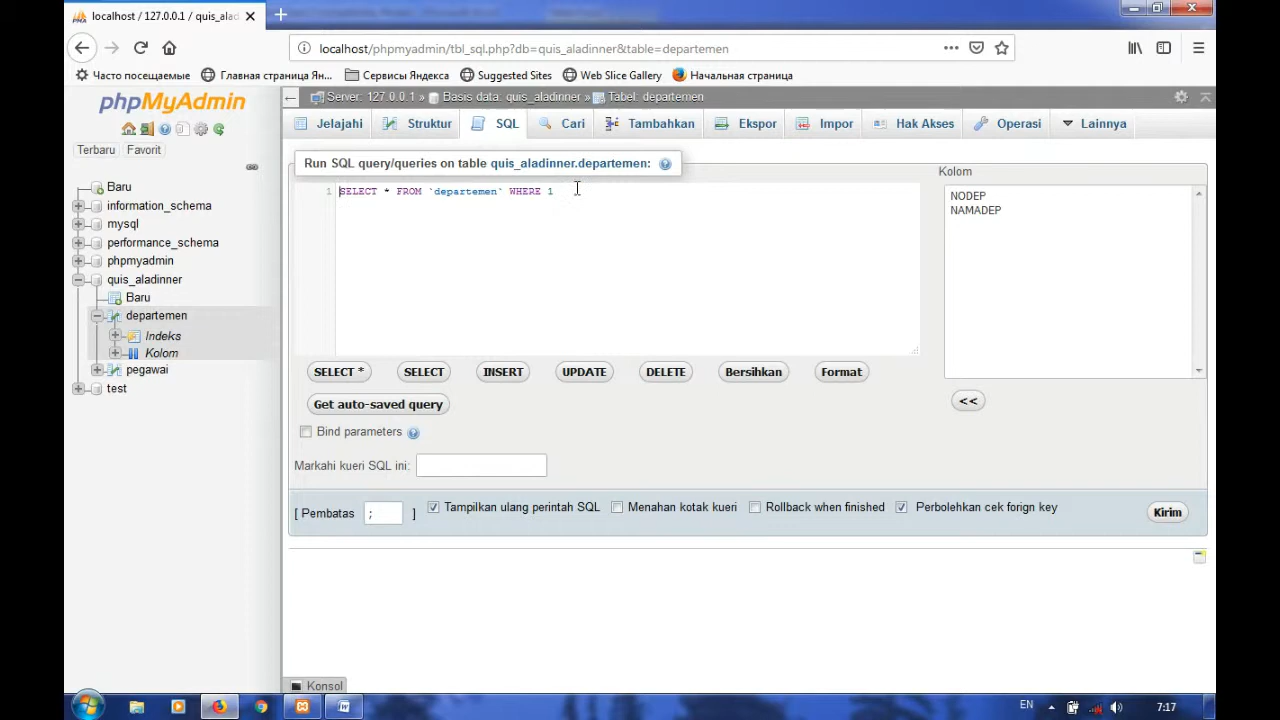 localhost / 127.0.0.1 / quis_alad
localhost/phpmyadmin/tbl_sql.php?db=quis_aladinner&table=departemen
Часто посещаемые
Главная страница Ян...
Сервисы Яндекса
Suggested Sites
Web Slice Gallery
Начальная страница
phpMyAdmin
Server: 127.0.0.1 » Basis data: quis_aladinner » Tabel: departemen
Jelajahi
Struktur
SQL
Cari
Tambahkan
Ekspor
Impor
Hak Akses
Operasi
Lainnya
Terbaru
Favorit
Baru
information_schema
mysql
performance_schema
phpmyadmin
quis_aladinner
Baru
departemen
Indeks
Kolom
pegawai
test
Run SQL query/queries on table quis_aladinner.departemen:
1 SELECT * FROM `departemen` WHERE 1
Kolom
NODEP
NAMADEP
SELECT *
SELECT
INSERT
UPDATE
DELETE
Bersihkan
Format
<<
Get auto-saved query
Bind parameters
Markahi kueri SQL ini:
[ Pembatas ; ]
Tampilkan ulang perintah SQL
Menahan kotak kueri
Rollback when finished
Perbolehkan cek forign key
Kirim
Konsol
EN
7:17